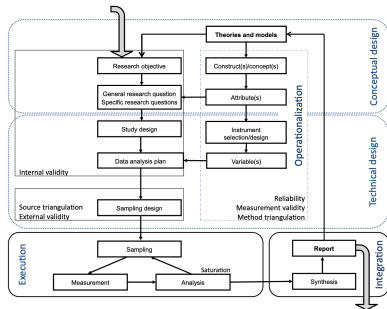 Theories and models
Research objective
Construct(s)/concept(s)
General research question
Specific research questions
Attribute(s)
Study design
Instrument
selection/design
Data analysis plan
Variable(s)
Internal validity
Operationalization
Conceptual design
Technical design
Source triangulation
External validity
Sampling design
Reliability
Measurement validity
Method triangulation
Sampling
Saturation
Measurement
Analysis
Execution
Report
Synthesis
Integration